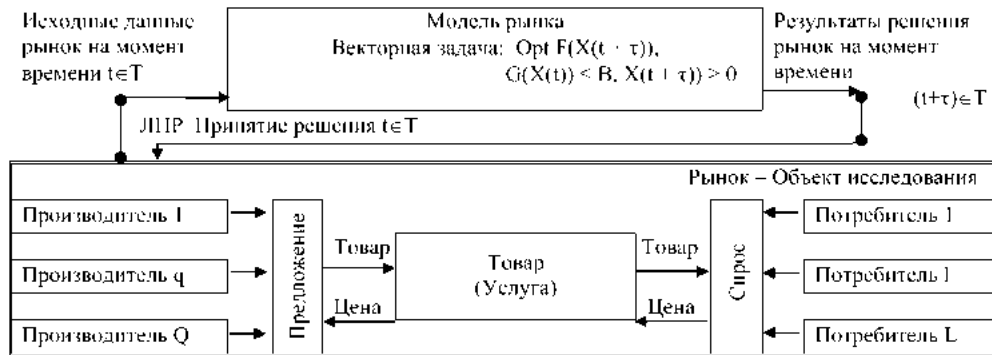 Исходные данные
рынок на момент
времени t∈T
Модель рынка
Векторная задача: Opt F(X(t + τ)),
G(X(t)) < B, X(t + τ)) > 0
Результаты решения
рынок на момент
времени
(t+τ)∈T
ЛПР Принятие решения t∈T
Рынок – Объект исследования
Производитель 1
Производитель q
Производитель Q
Предложение
Товар
Цена
Товар
(Услуга)
Товар
Цена
Спрос
Потребитель 1
Потребитель l
Потребитель L